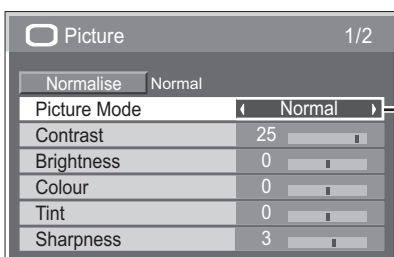 Picture 1/2
Normalise Normal
Picture Mode Normal
Contrast 25
Brightness 0
Colour 0
Tint 0
Sharpness 3